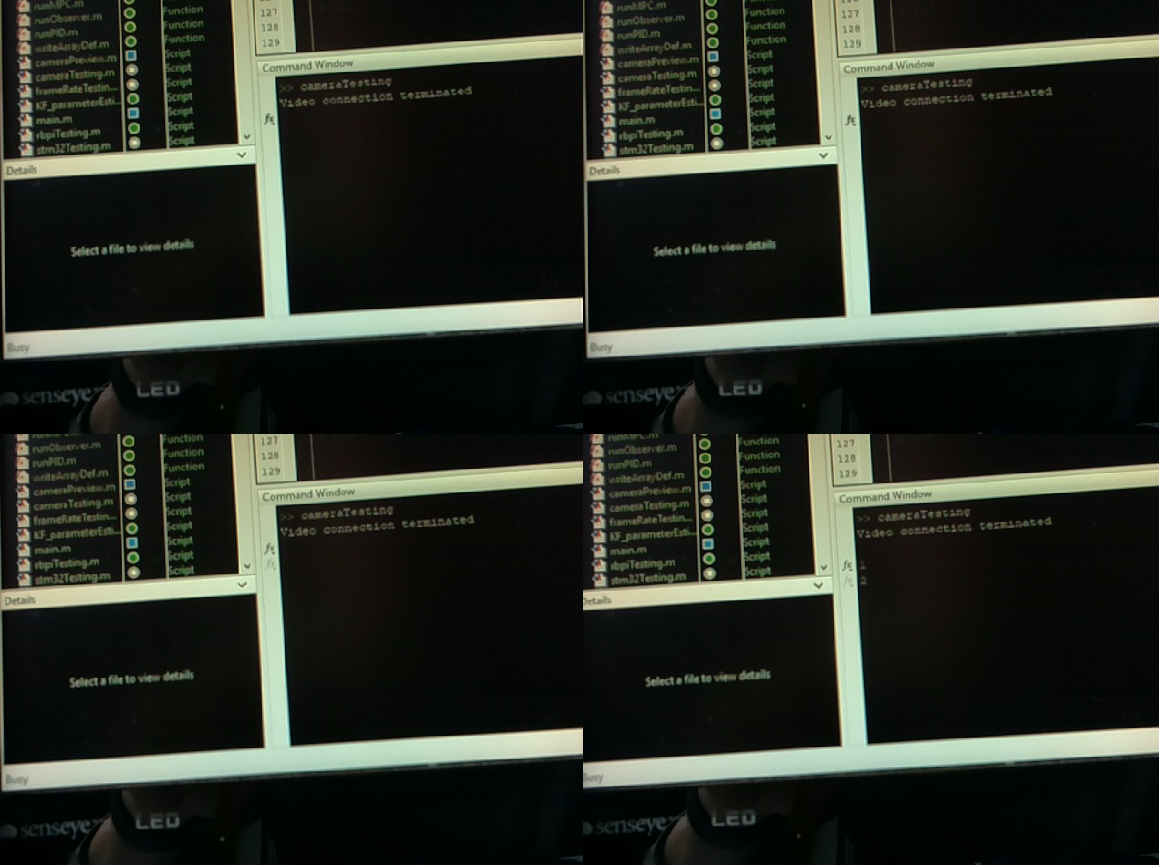 runMPC.m Function
runObserver.m Function
runPID.m Function
writeArrayDef.m Script
cameraPreview.m Script
cameraTesting.m Script
frameRateTestin... Script
KF_parameterEsti... Script
main.m Script
rbpiTesting.m Script
stm32Testing.m Script
127
128
129
Command Window
>> cameraTesting
Video connection terminated
fx
Details
Select a file to view details
Busy
senseye
LED
runMPC.m Function
runObserver.m Function
runPID.m Function
writeArrayDef.m Script
cameraPreview.m Script
cameraTesting.m Script
frameRateTestin... Script
KF_parameterEsti... Script
main.m Script
rbpiTesting.m Script
stm32Testing.m Script
127
128
129
Command Window
>> cameraTesting
Video connection terminated
fx
Details
Select a file to view details
Busy
senseye
LED
Function
runObserver.m Function
runPID.m Function
writeArrayDef.m Script
cameraPreview.m Script
cameraTesting.m Script
frameRateTestin... Script
KF_parameterEsti... Script
main.m Script
rbpiTesting.m Script
stm32Testing.m Script
127
128
129
Command Window
>> cameraTesting
Video connection terminated
fx
fx
Details
Select a file to view details
Busy
senseye
LED
runMPC.m Function
runObserver.m Function
runPID.m Function
writeArrayDef.m Script
cameraPreview.m Script
cameraTesting.m Script
frameRateTestin... Script
KF_parameterEsti... Script
main.m Script
rbpiTesting.m Script
stm32Testing.m Script
127
128
129
Command Window
>> cameraTesting
Video connection terminated
fx 1
fx 2
Details
Select a file to view details
Busy
senseye
LED